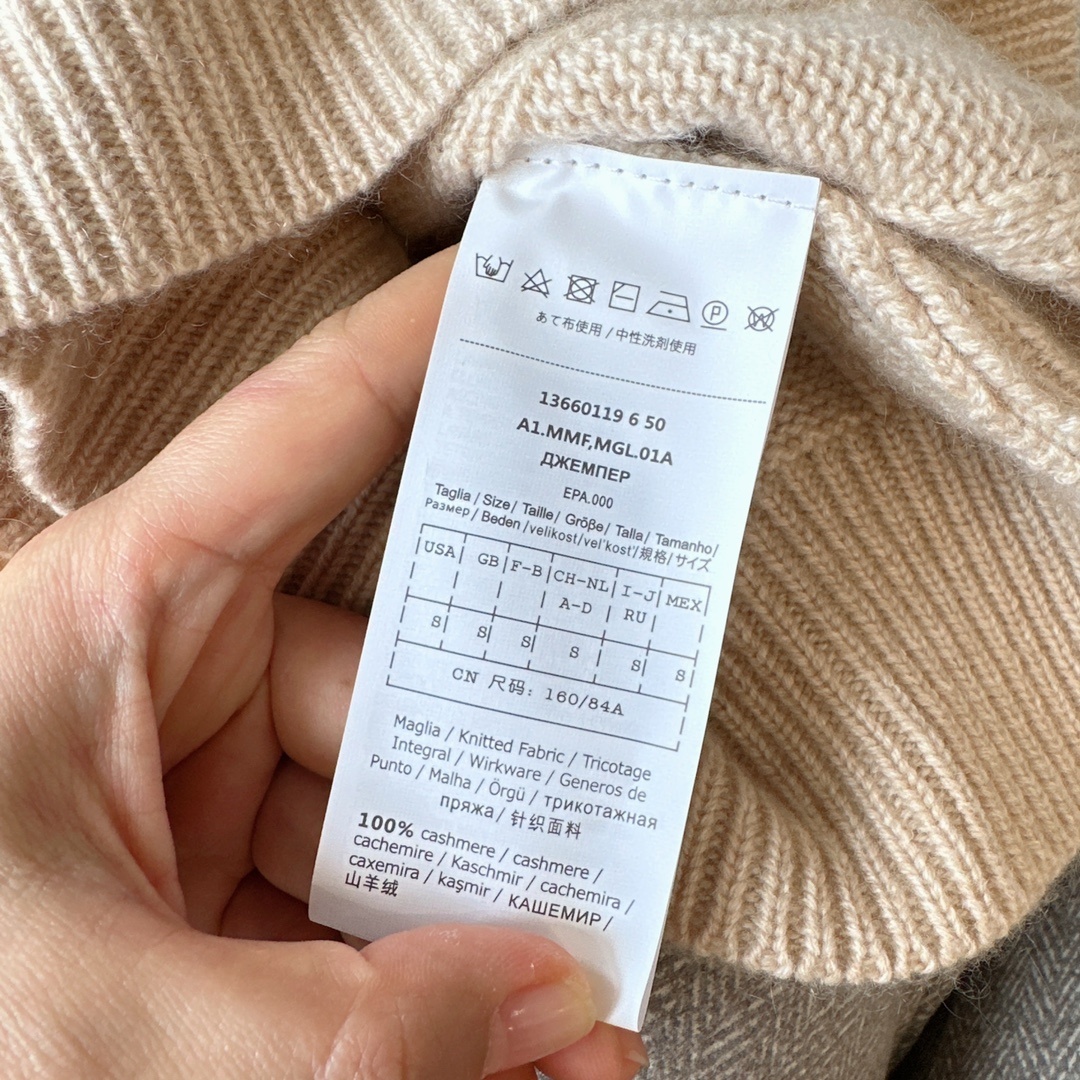 P W
あて布使用 / 中性洗剤使用
13660119 6 50
A1.MMF,MGL.01A
ДЖЕМПЕР
EPA.000
Taglia / Size/ Taille/ Größe/ Talla/ Tamanho/
Размер/ Beden /velikost/vel'kost'/規格/サイズ
USA GB F-B CH-NL I-J MEX
A-D RU
S S S S S S
CN 尺码: 160/84A
Maglia / Knitted Fabric / Tricotage
Integral / Wirkware / Generos de
Punto / Malha / Örgü / трикотажная
пряжа/ 针织面料
100% cashmere / cashmere /
cachemire / Kaschmir / cachemira /
caxemira / kaşmir / КАШЕМИР /
山羊绒